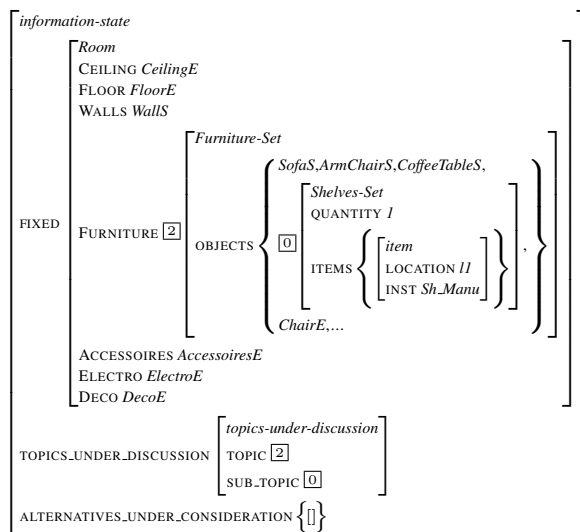 information-state
Room
CEILING CeilingE
FLOOR FloorE
WALLS WallS
Furniture-Set
SofaS,ArmChairS,CoffeeTableS,
Shelves-Set
QUANTITY 1
FIXED FURNITURE 2 OBJECTS 0 ,
ITEMS
item
LOCATION l1
INST Sh_Manu
ChairE,...
ACCESSOIRES AccessoiresE
ELECTRO ElectroE
DECO DecoE
topics-under-discussion
TOPICS_UNDER_DISCUSSION TOPIC 2
SUB_TOPIC 0
ALTERNATIVES_UNDER_CONSIDERATION {[]}